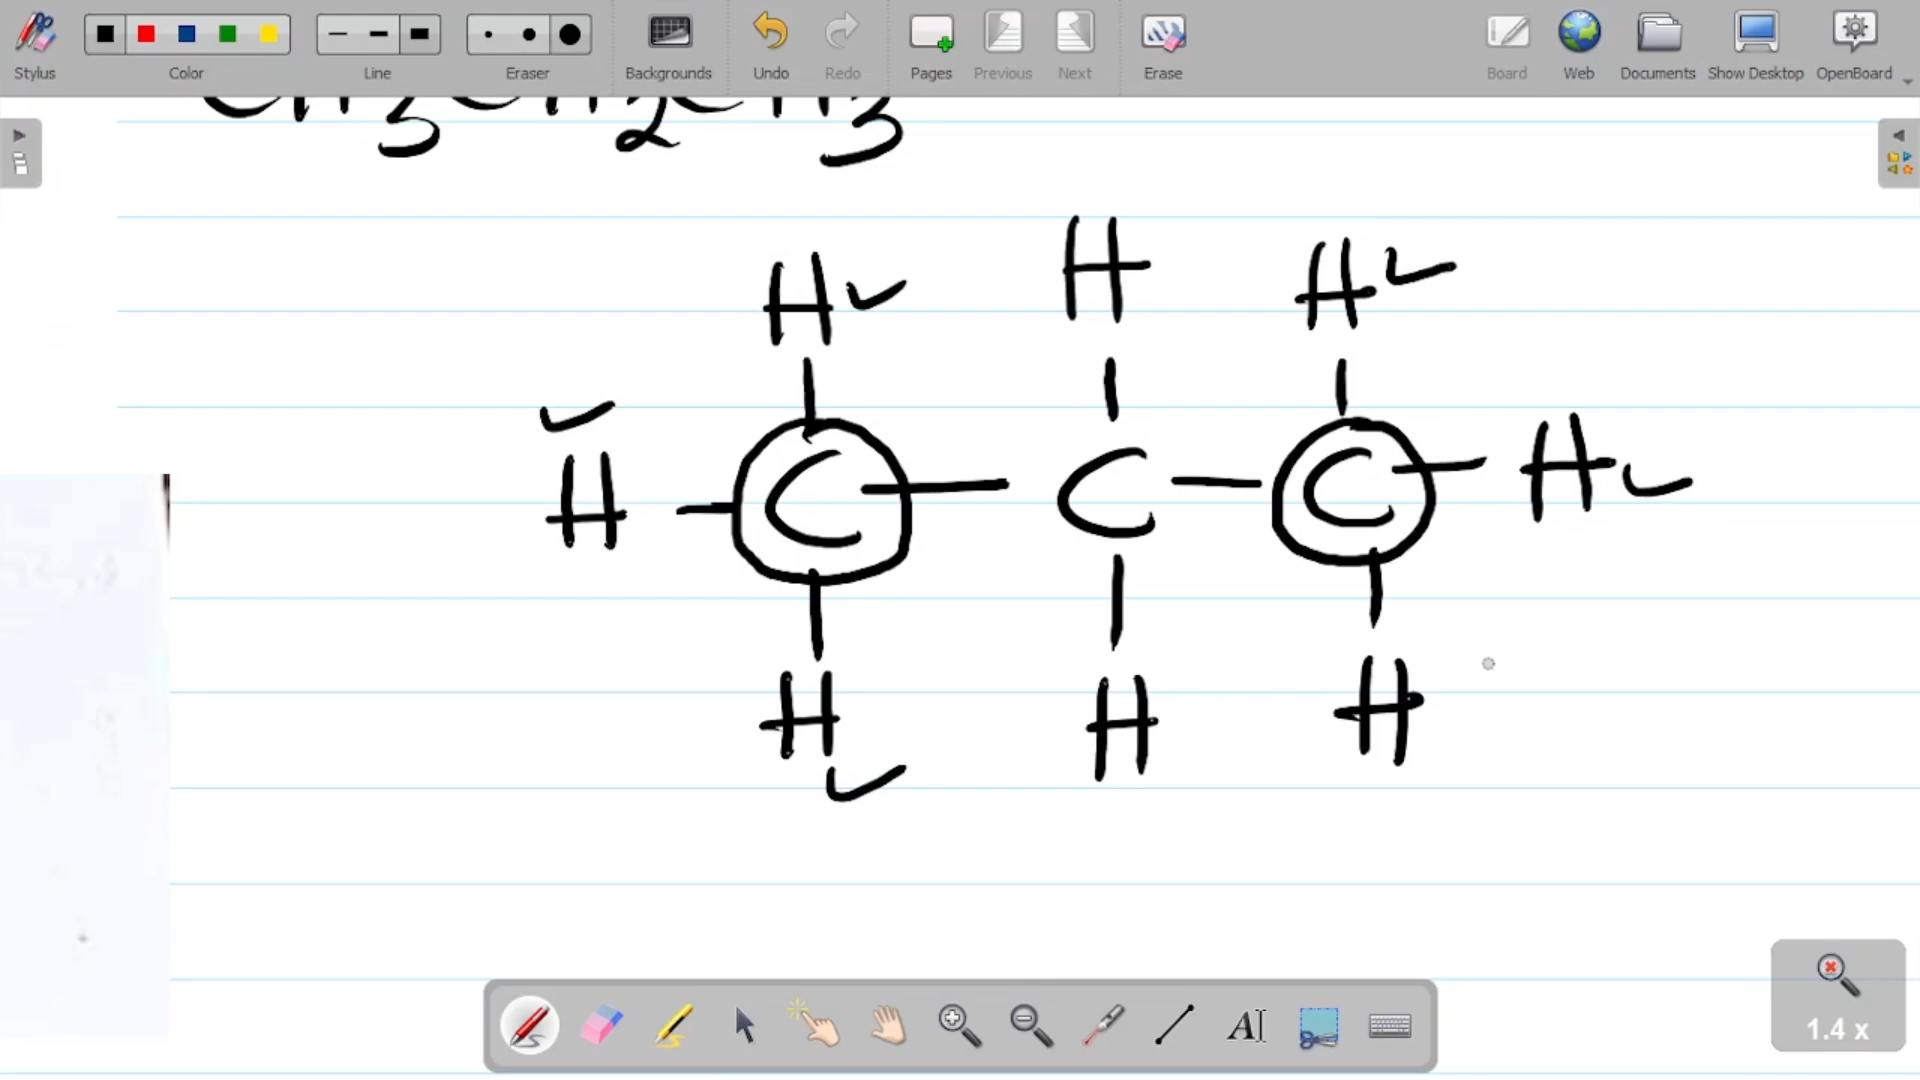 Stylus Color Line Eraser Backgrounds Undo Redo Pages Previous Next Erase Board Web Documents Show Desktop OpenBoard
CH3CH2CH3
H H H
H - C - C - C - H
H H H
1.4 x